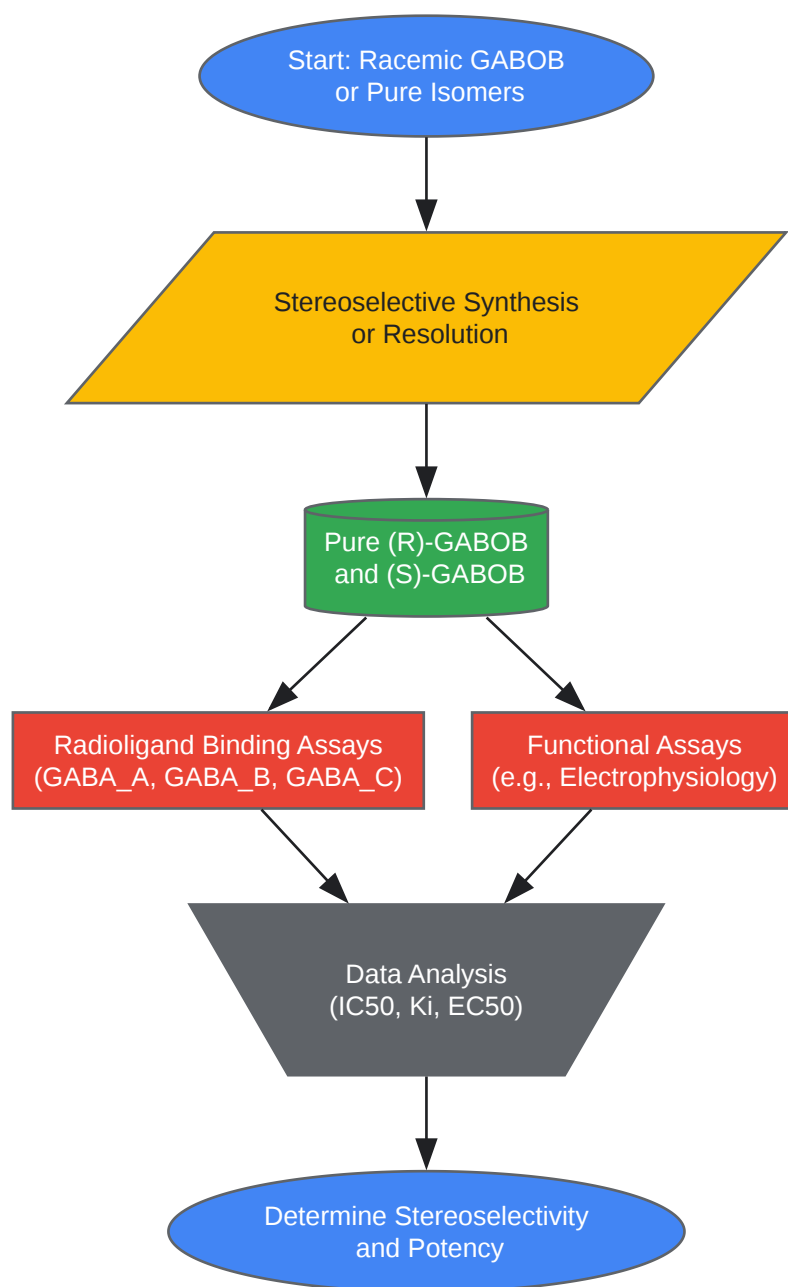 Start: Racemic GABOB
or Pure Isomers
Stereoselective Synthesis
or Resolution
Pure (R)-GABOB
and (S)-GABOB
Radioligand Binding Assays
(GABA_A, GABA_B, GABA_C)
Functional Assays
(e.g., Electrophysiology)
Data Analysis
(IC50, Ki, EC50)
Determine Stereoselectivity
and Potency